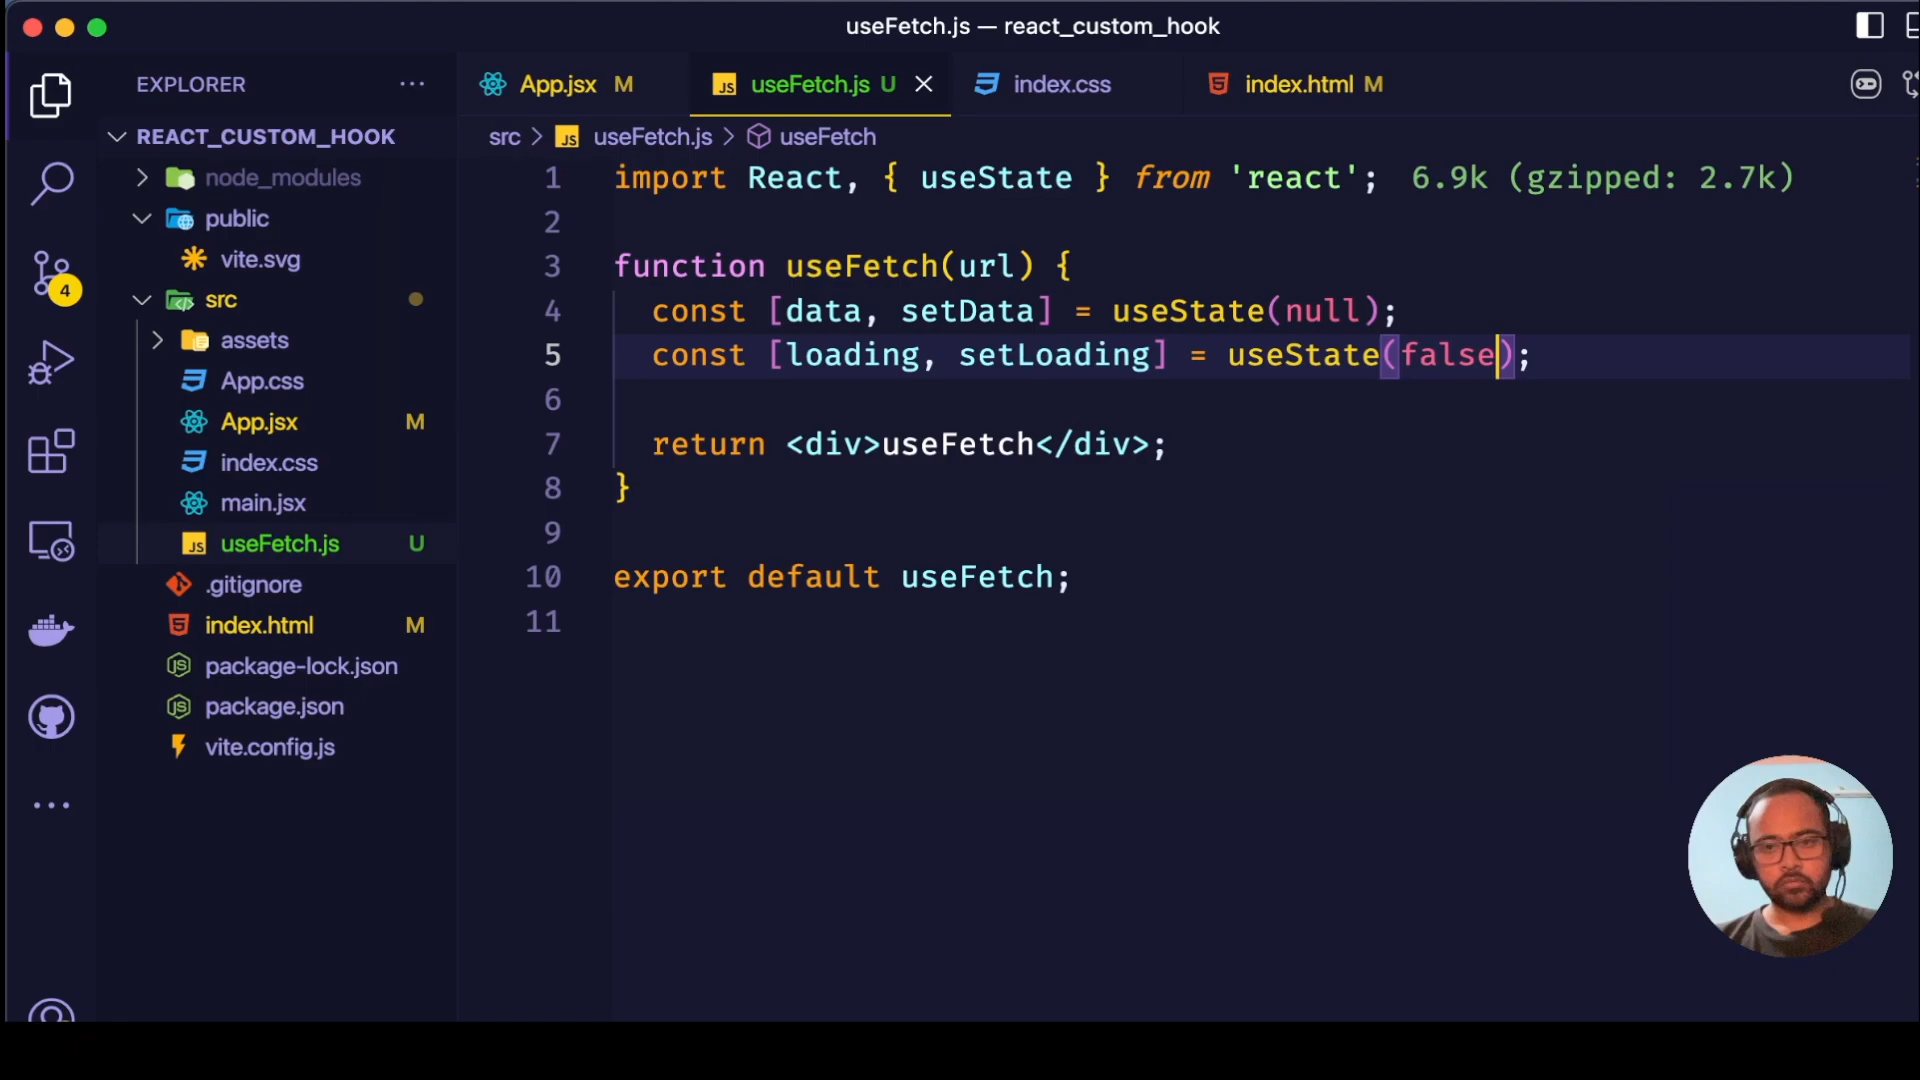 useFetch.js — react_custom_hook
EXPLORER
App.jsx M
useFetch.js U
index.css
index.html M
REACT_CUSTOM_HOOK
src > JS useFetch.js > useFetch
node_modules
public
vite.svg
src
assets
App.css
App.jsx M
index.css
main.jsx
JS useFetch.js U
.gitignore
index.html M
package-lock.json
package.json
vite.config.js
4
1 import React, { useState } from 'react'; 6.9k (gzipped: 2.7k)
2
3 function useFetch(url) {
4 const [data, setData] = useState(null);
5 const [loading, setLoading] = useState(false);
6
7 return <div>useFetch</div>;
8 }
9
10 export default useFetch;
11